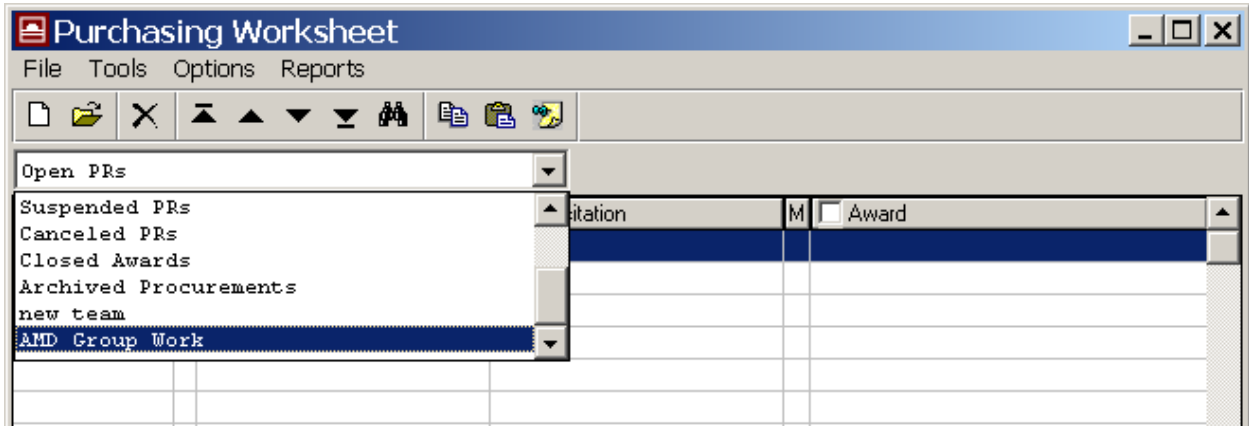 Purchasing Worksheet
File Tools Options Reports
Open PRs
Suspended PRs
Canceled PRs
Closed Awards
Archived Procurements
new team
AMD Group Work
itation M Award